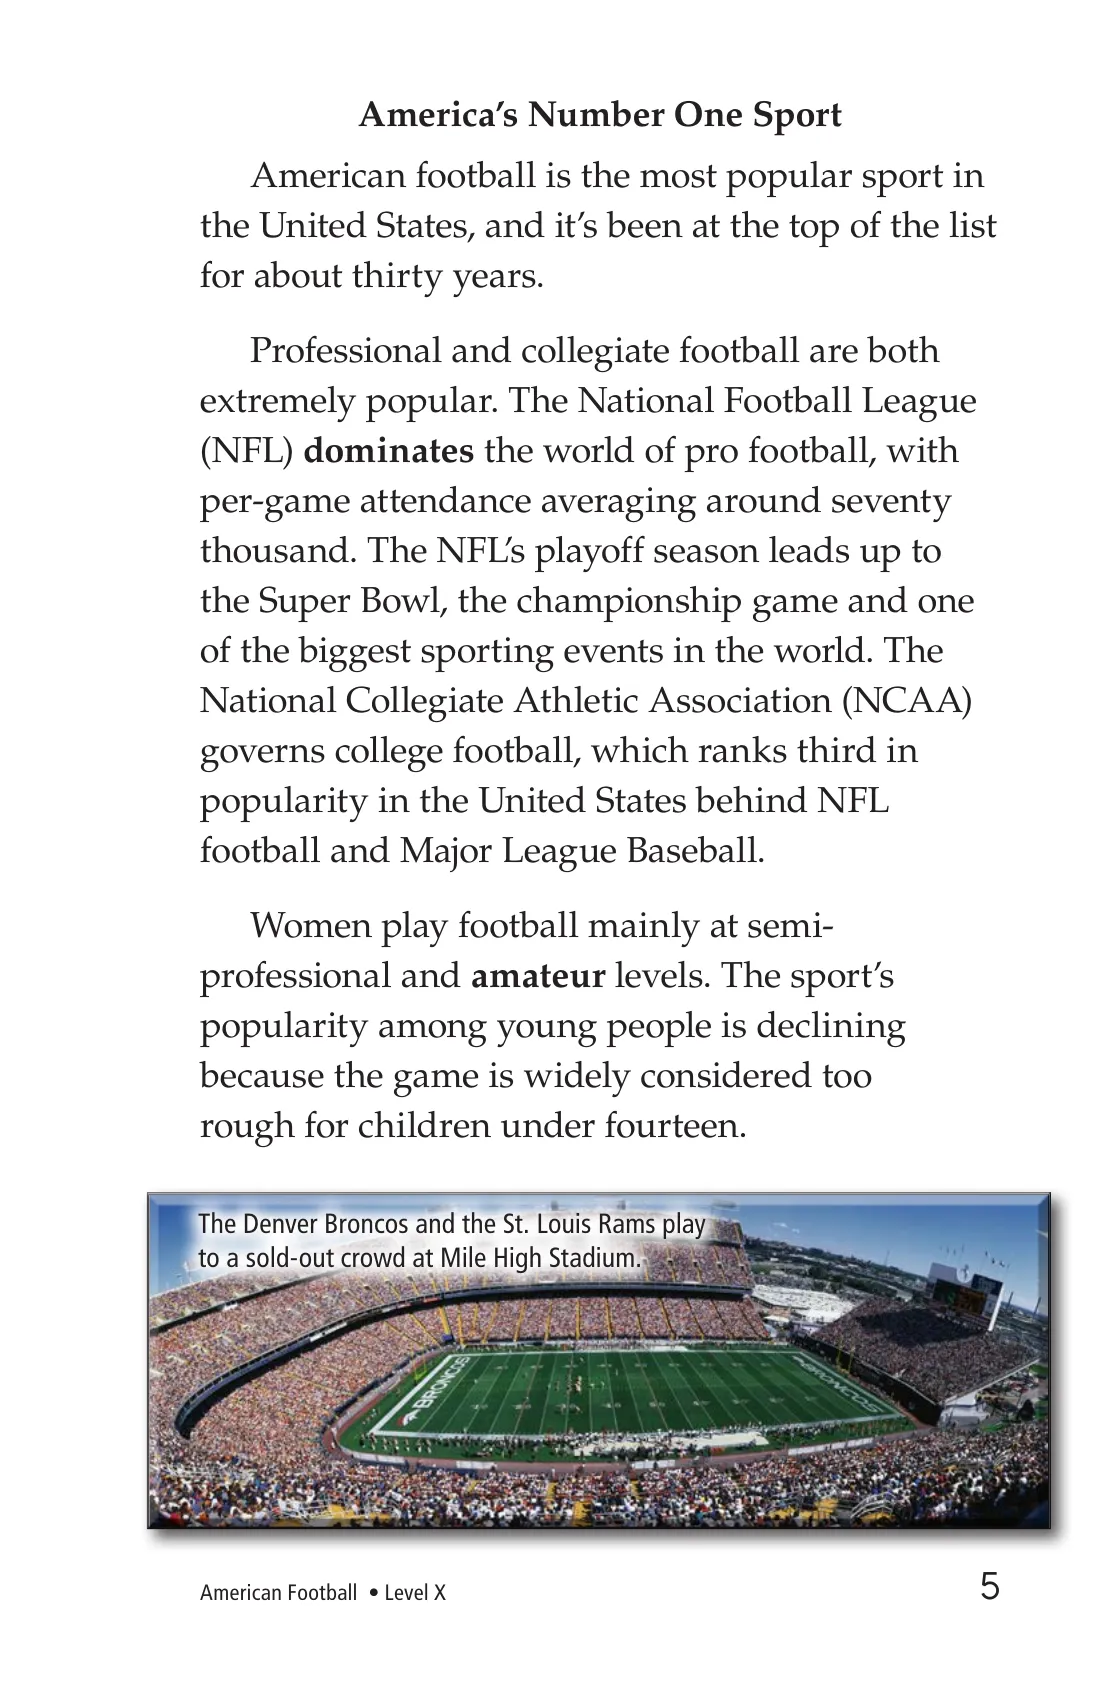 America’s Number One Sport
American football is the most popular sport in
the United States, and it’s been at the top of the list
for about thirty years.
Professional and collegiate football are both
extremely popular. The National Football League
(NFL) dominates the world of pro football, with
per-game attendance averaging around seventy
thousand. The NFL’s playoff season leads up to
the Super Bowl, the championship game and one
of the biggest sporting events in the world. The
National Collegiate Athletic Association (NCAA)
governs college football, which ranks third in
popularity in the United States behind NFL
football and Major League Baseball.
Women play football mainly at semi-
professional and amateur levels. The sport’s
popularity among young people is declining
because the game is widely considered too
rough for children under fourteen.
The Denver Broncos and the St. Louis Rams play
to a sold-out crowd at Mile High Stadium.
BRONCOS
BRONCOS
American Football • Level X
5